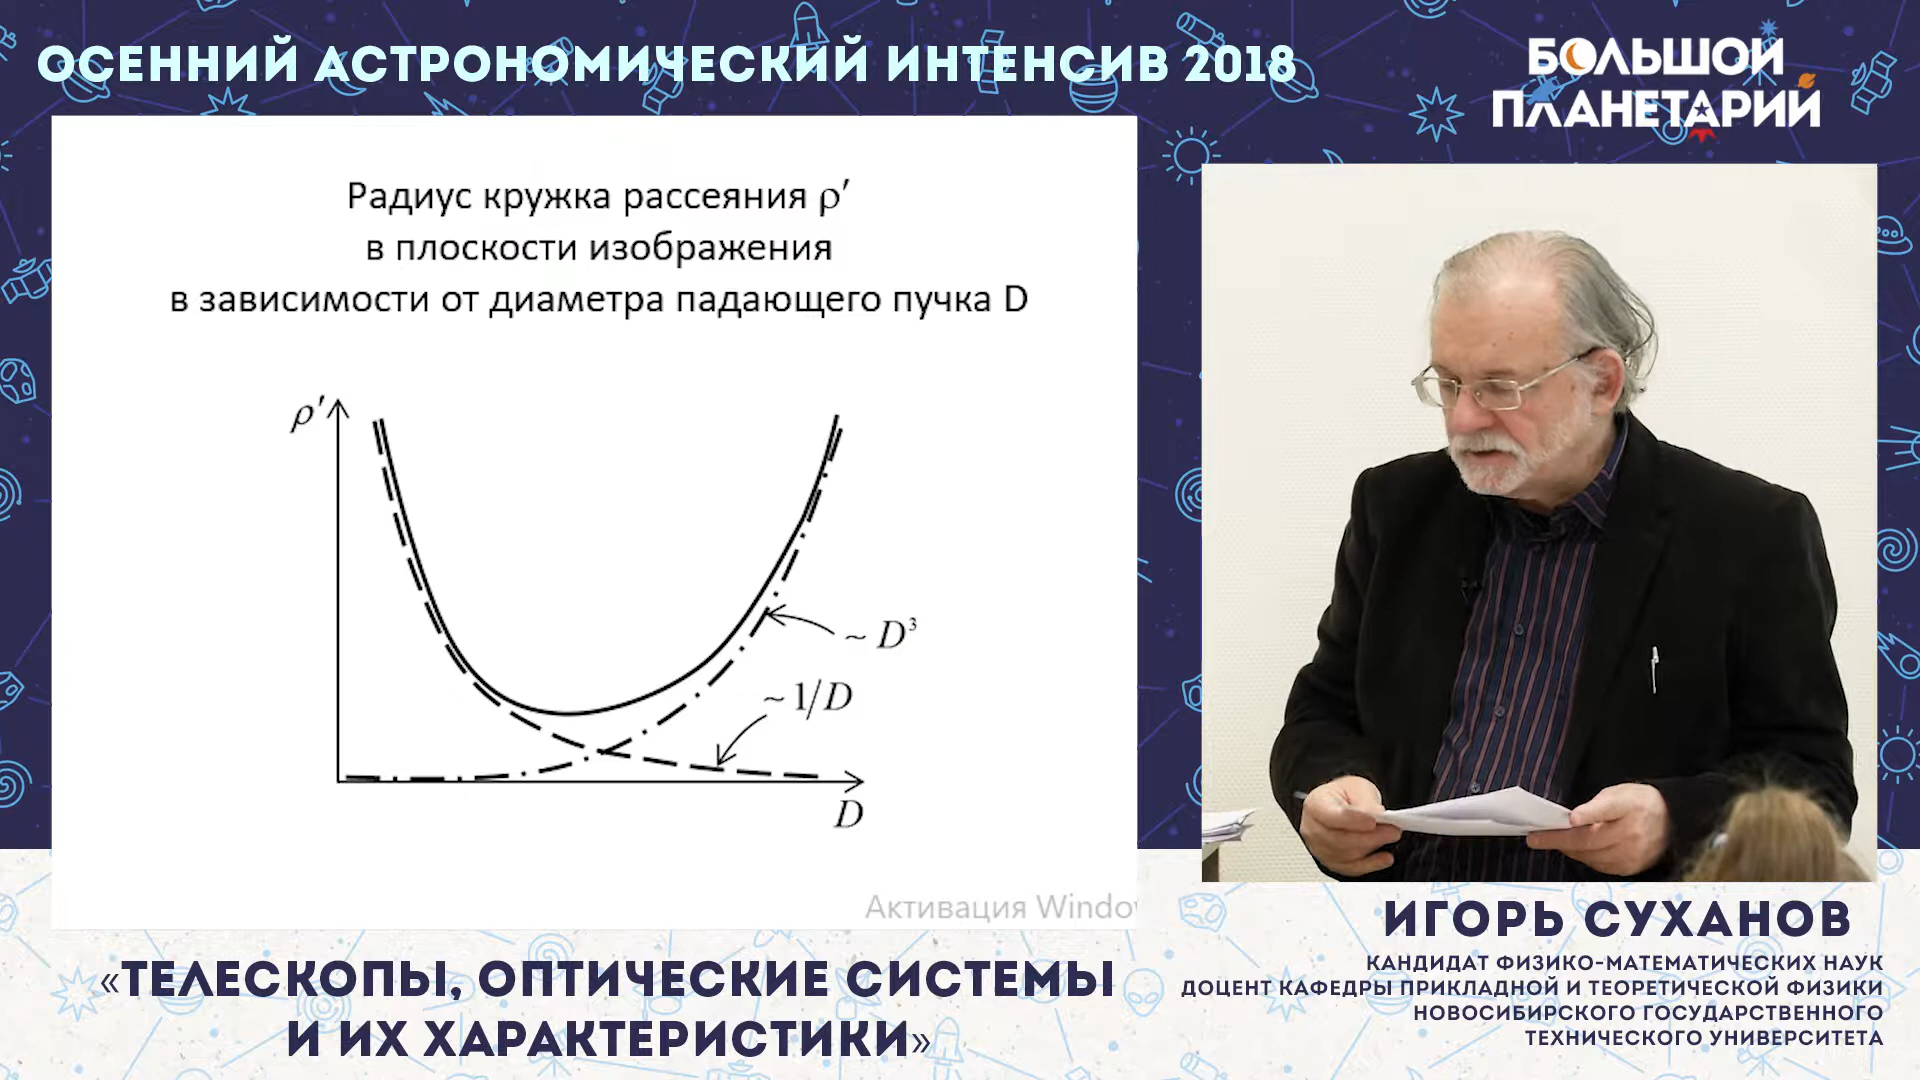 ОСЕННИЙ АСТРОНОМИЧЕСКИЙ ИНТЕНСИВ 2018
БОЛЬШОЙ
ПЛАНЕТАРИЙ
Радиус кружка рассеяния ρ′
в плоскости изображения
в зависимости от диаметра падающего пучка D
ρ′
~ D³
~ 1/D
D
Активация Windo
ИГОРЬ СУХАНОВ
КАНДИДАТ ФИЗИКО-МАТЕМАТИЧЕСКИХ НАУК
ДОЦЕНТ КАФЕДРЫ ПРИКЛАДНОЙ И ТЕОРЕТИЧЕСКОЙ ФИЗИКИ
НОВОСИБИРСКОГО ГОСУДАРСТВЕННОГО
ТЕХНИЧЕСКОГО УНИВЕРСИТЕТА
«ТЕЛЕСКОПЫ, ОПТИЧЕСКИЕ СИСТЕМЫ
И ИХ ХАРАКТЕРИСТИКИ»